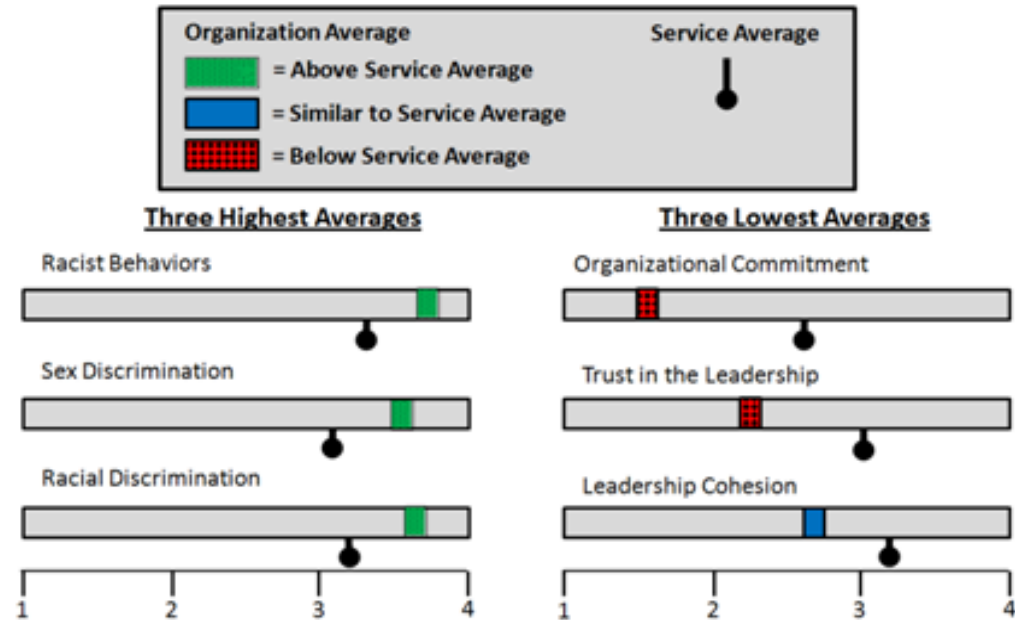 Organization Average
Service Average
= Above Service Average
= Similar to Service Average
= Below Service Average
Three Highest Averages
Racist Behaviors
Sex Discrimination
Racial Discrimination
1 2 3 4
Three Lowest Averages
Organizational Commitment
Trust in the Leadership
Leadership Cohesion
1 2 3 4